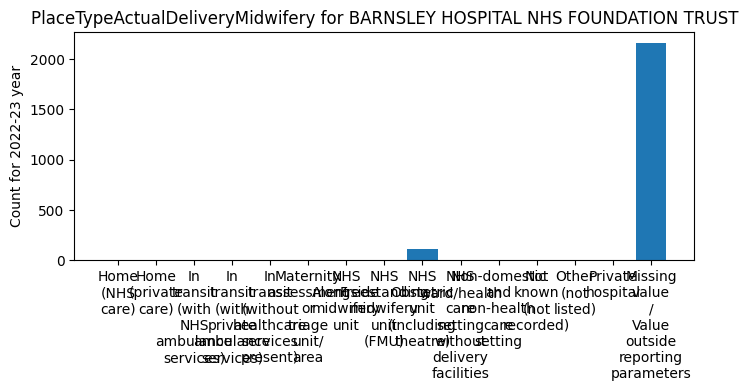 PlaceTypeActualDeliveryMidwifery for BARNSLEY HOSPITAL NHS FOUNDATION TRUST
Count for 2022-23 year
2000
1500
1000
500
0
Home
(NHS
care)
Home
(private
care)
In
transit
(with
NHS
ambulance
services)
In
transit
(with
private
ambulance
services)
In
transit
(without
healthcare
services
present)
Maternity
assessment
or
triage
unit/
area
NHS
Alongside
midwifery
unit
NHS
Freestanding
midwifery
unit
(FMU)
NHS
Obstetric
unit
(including
theatre)
NHS
ward/health
care
setting
without
delivery
facilities
Non-domestic
and
non-health
care
setting
Not
known
(not
recorded)
Other
(not
listed)
Private
hospital
Missing
value
/
Value
outside
reporting
parameters